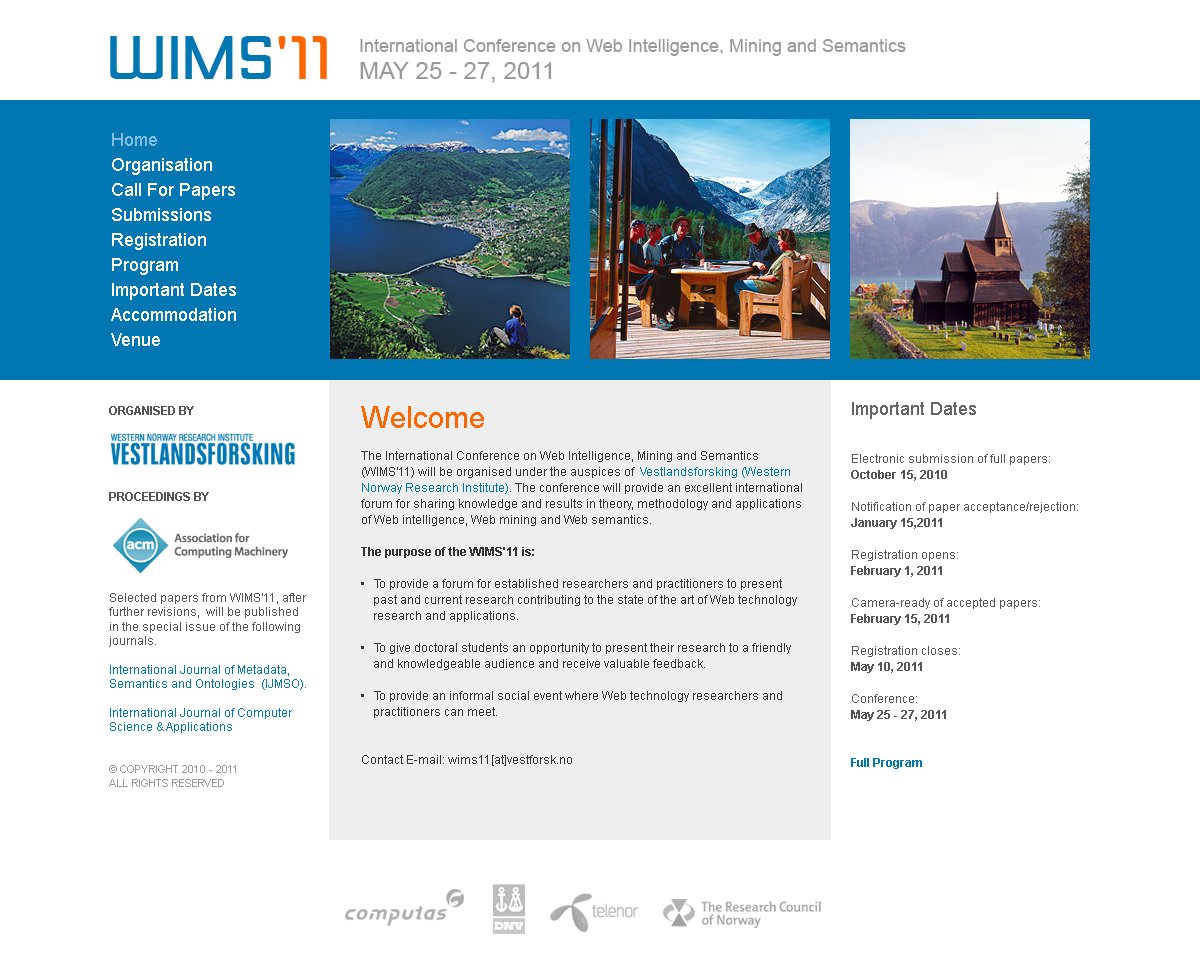 WIMS'11
International Conference on Web Intelligence, Mining and Semantics
MAY 25 - 27, 2011
Home
Organisation
Call For Papers
Submissions
Registration
Program
Important Dates
Accommodation
Venue
ORGANISED BY
WESTERN NORWAY RESEARCH INSTITUTE
VESTLANDSFORSKING
PROCEEDINGS BY
acm
Association for
Computing Machinery
Selected papers from WIMS'11, after
further revisions, will be published
in the special issue of the following
journals.
International Journal of Metadata,
Semantics and Ontologies (IJMSO).
International Journal of Computer
Science & Applications
© COPYRIGHT 2010 - 2011
ALL RIGHTS RESERVED
Welcome
The International Conference on Web Intelligence, Mining and Semantics
(WIMS'11) will be organised under the auspices of Vestlandsforsking (Western
Norway Research Institute). The conference will provide an excellent international
forum for sharing knowledge and results in theory, methodology and applications
of Web intelligence, Web mining and Web semantics.
The purpose of the WIMS'11 is:
• To provide a forum for established researchers and practitioners to present
past and current research contributing to the state of the art of Web technology
research and applications.
• To give doctoral students an opportunity to present their research to a friendly
and knowledgeable audience and receive valuable feedback.
• To provide an informal social event where Web technology researchers and
practitioners can meet.
Contact E-mail: wims11[at]vestforsk.no
Important Dates
Electronic submission of full papers:
October 15, 2010
Notification of paper acceptance/rejection:
January 15,2011
Registration opens:
February 1, 2011
Camera-ready of accepted papers:
February 15, 2011
Registration closes:
May 10, 2011
Conference:
May 25 - 27, 2011
Full Program
computas
DNV
telenor
The Research Council
of Norway